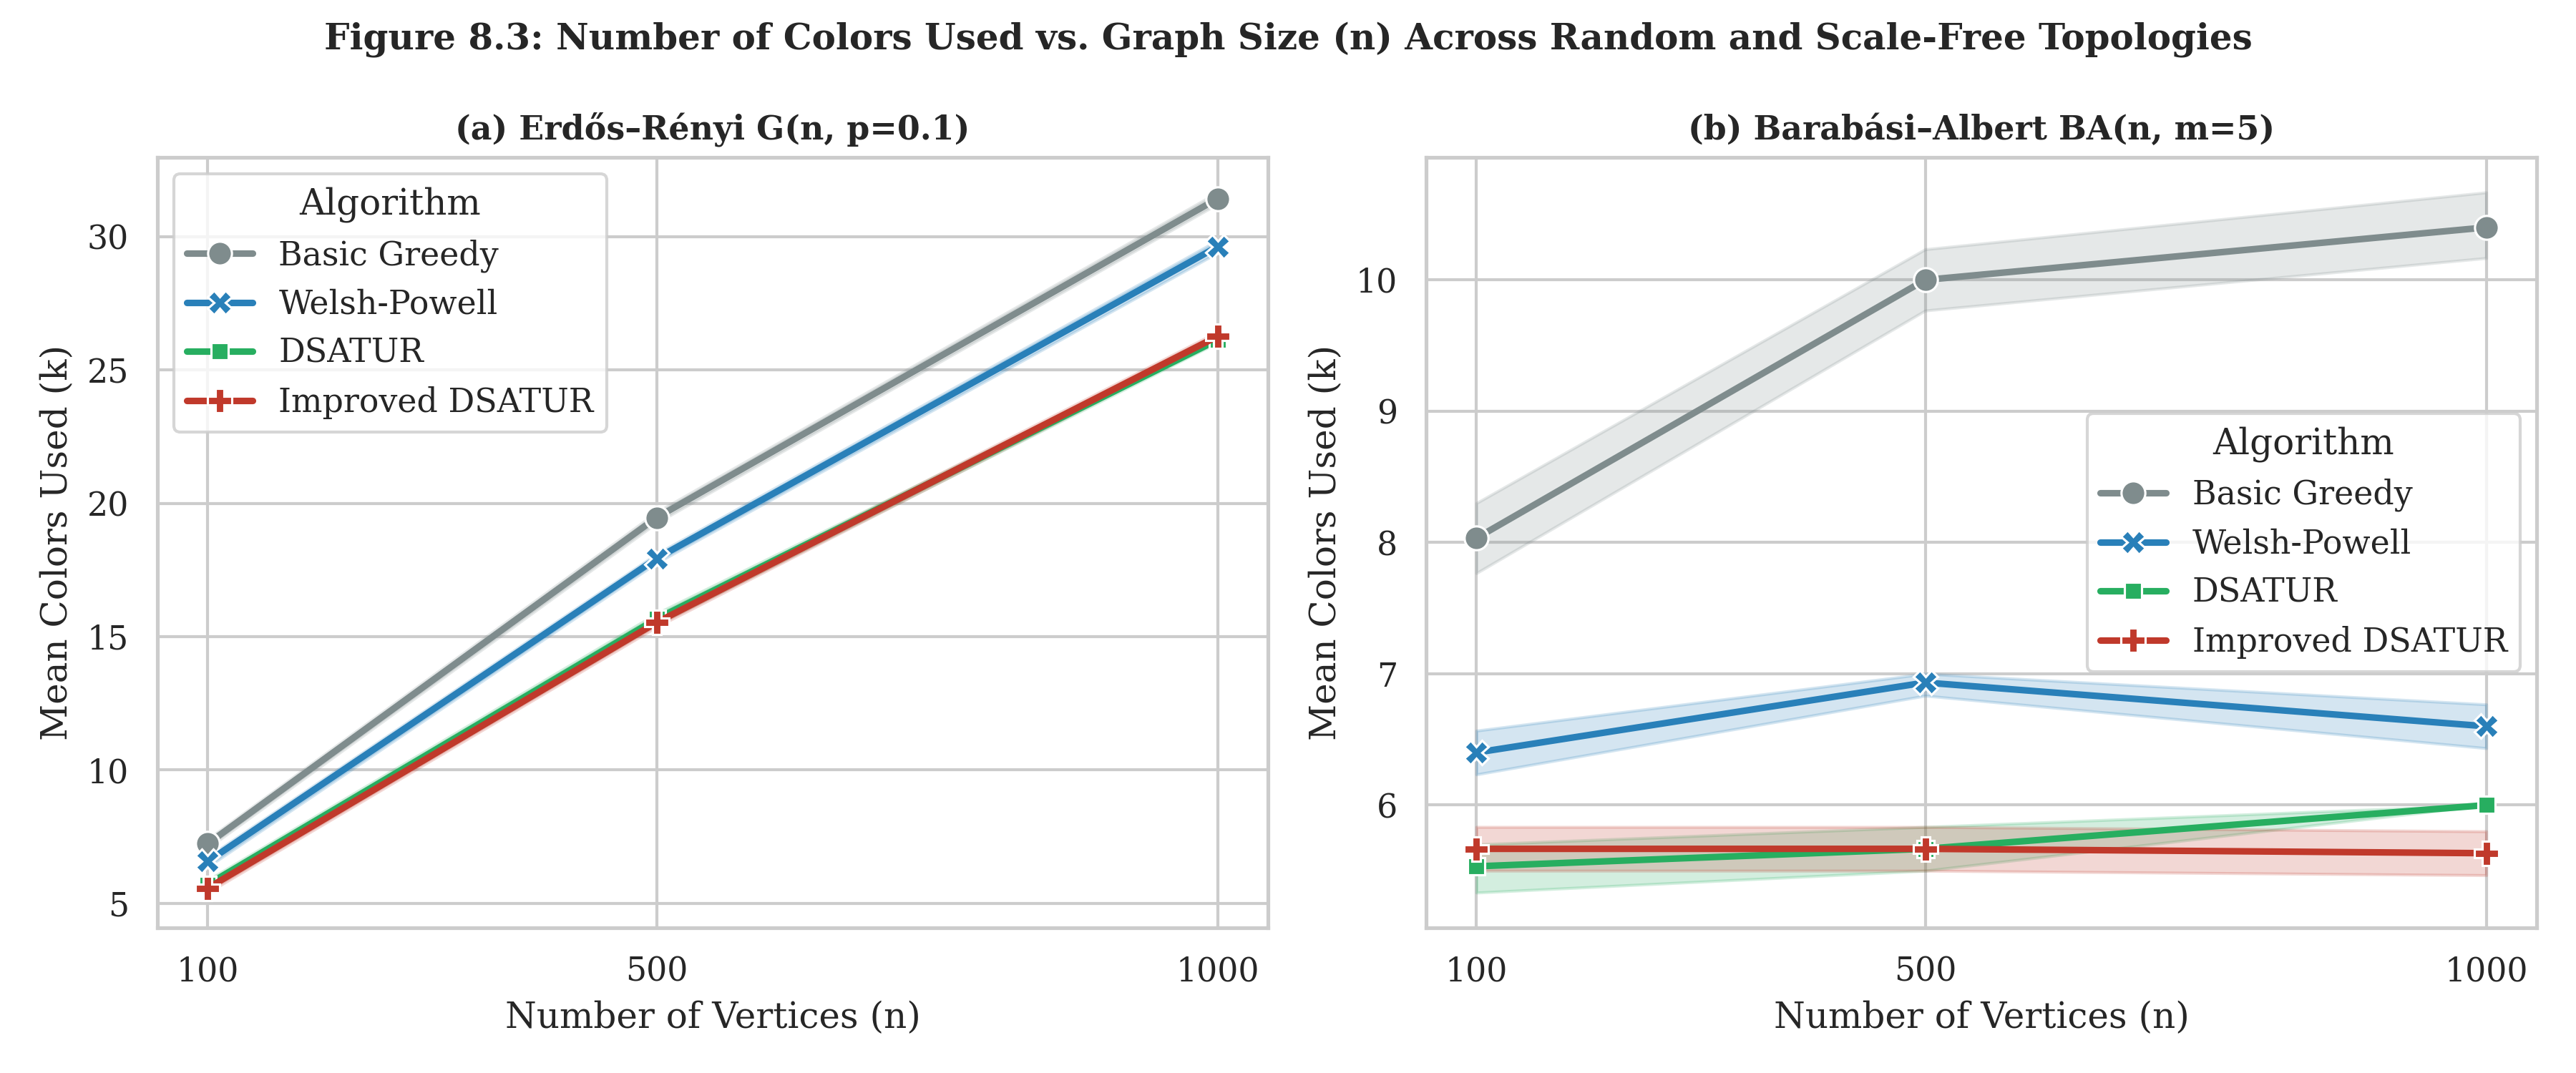 Figure 8.3: Number of Colors Used vs. Graph Size (n) Across Random and Scale-Free Topologies
(a) Erdős–Rényi G(n, p=0.1)
Algorithm
Basic Greedy
Welsh-Powell
DSATUR
Improved DSATUR
Mean Colors Used (k)
30
25
20
15
10
5
100
500
1000
Number of Vertices (n)
(b) Barabási–Albert BA(n, m=5)
Algorithm
Basic Greedy
Welsh-Powell
DSATUR
Improved DSATUR
Mean Colors Used (k)
10
9
8
7
6
100
500
1000
Number of Vertices (n)